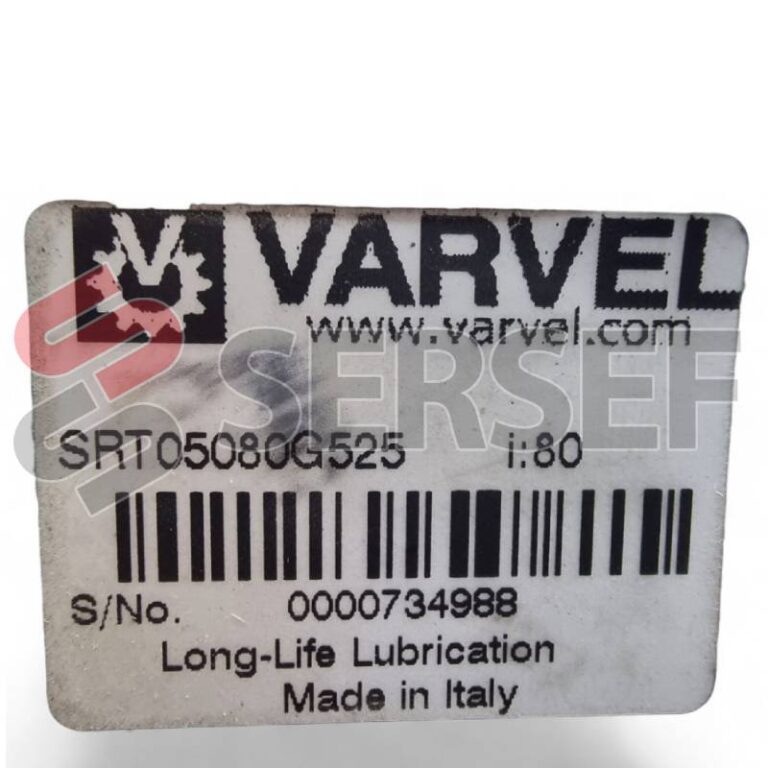 VARVEL
www.varvel.com
SERSEF
SRT05080G525 i:80
S/No. 0000734988
Long-Life Lubrication
Made in Italy